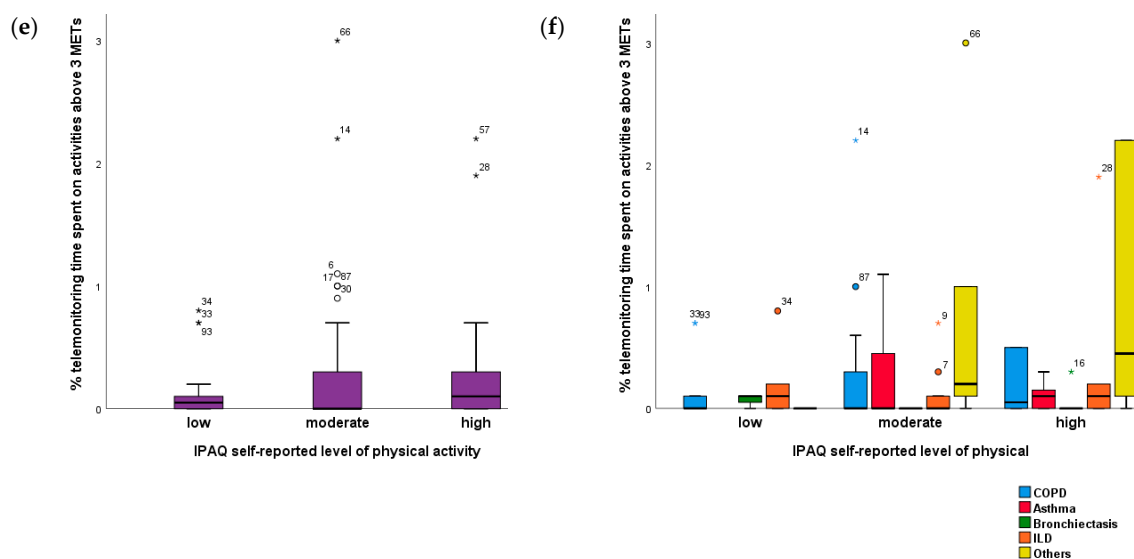 (e)
% telemonitoring time spent on activities above 3 METs
3
2
1
0
66
14
57
28
6
17 87
30
34
33
93
low moderate high
IPAQ self-reported level of physical activity
(f)
% telemonitoring time spent on activities above 3 METs
3
2
1
0
66
14
28
87
3393
34
9
7
16
low moderate high
IPAQ self-reported level of physical
COPD
Asthma
Bronchiectasis
ILD
Others